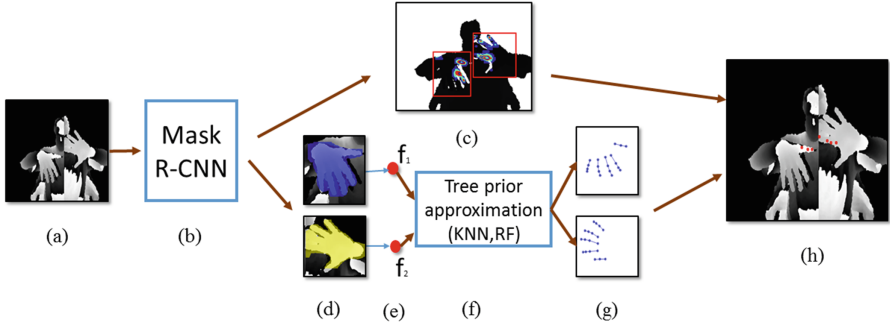 Mask
R-CNN
(c)
f1
Tree prior
approximation
(KNN,RF)
f2
(a)
(b)
(d)
(e)
(f)
(g)
(h)